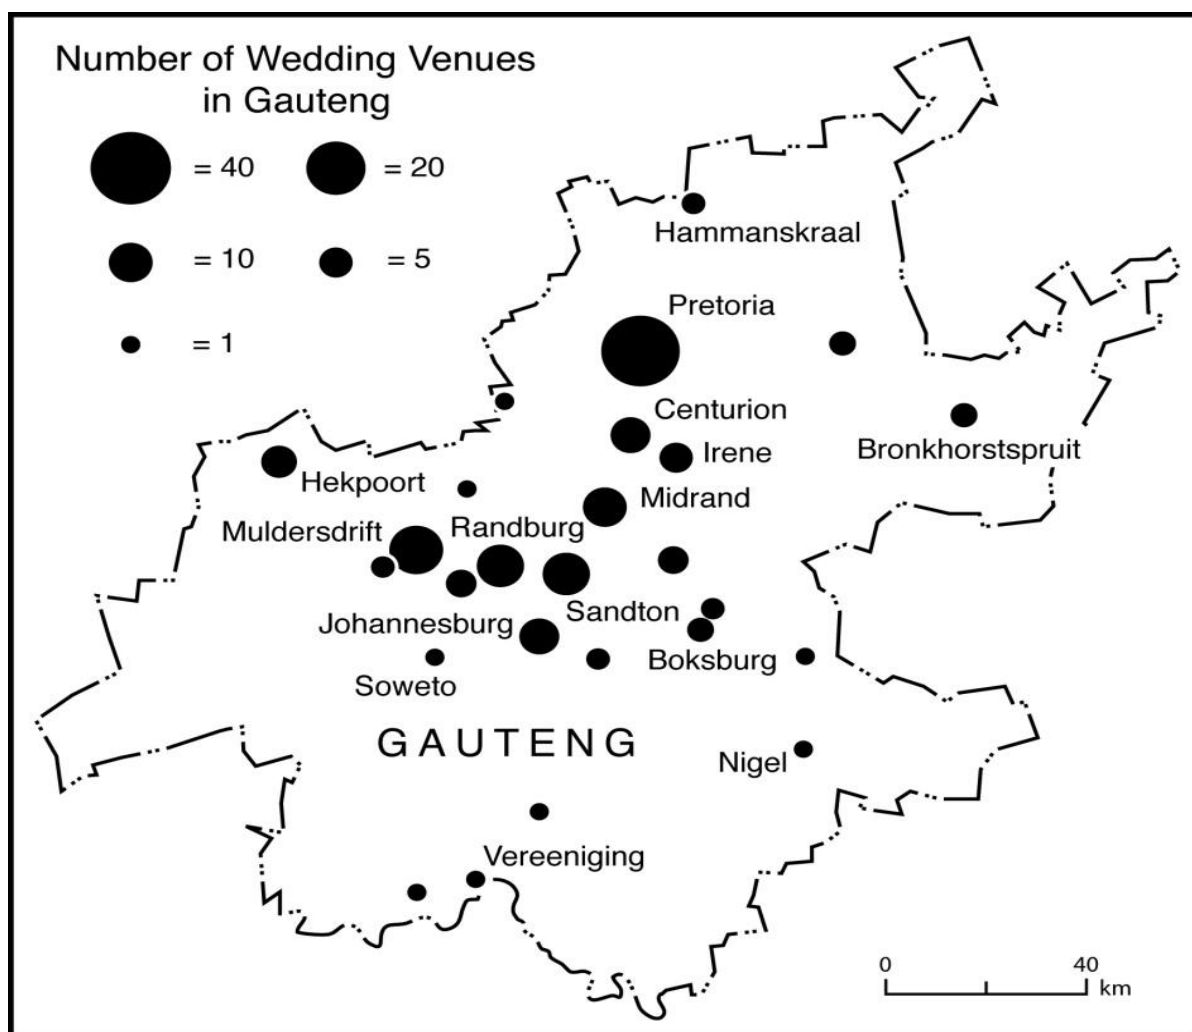 Number of Wedding Venues
in Gauteng
= 40
= 20
= 10
= 5
= 1
Hammanskraal
Pretoria
Centurion
Irene
Bronkhorstspruit
Hekpoort
Midrand
Muldersdrift
Randburg
Sandton
Johannesburg
Boksburg
Soweto
GAUTENG
Nigel
Vereeniging
0 40
km